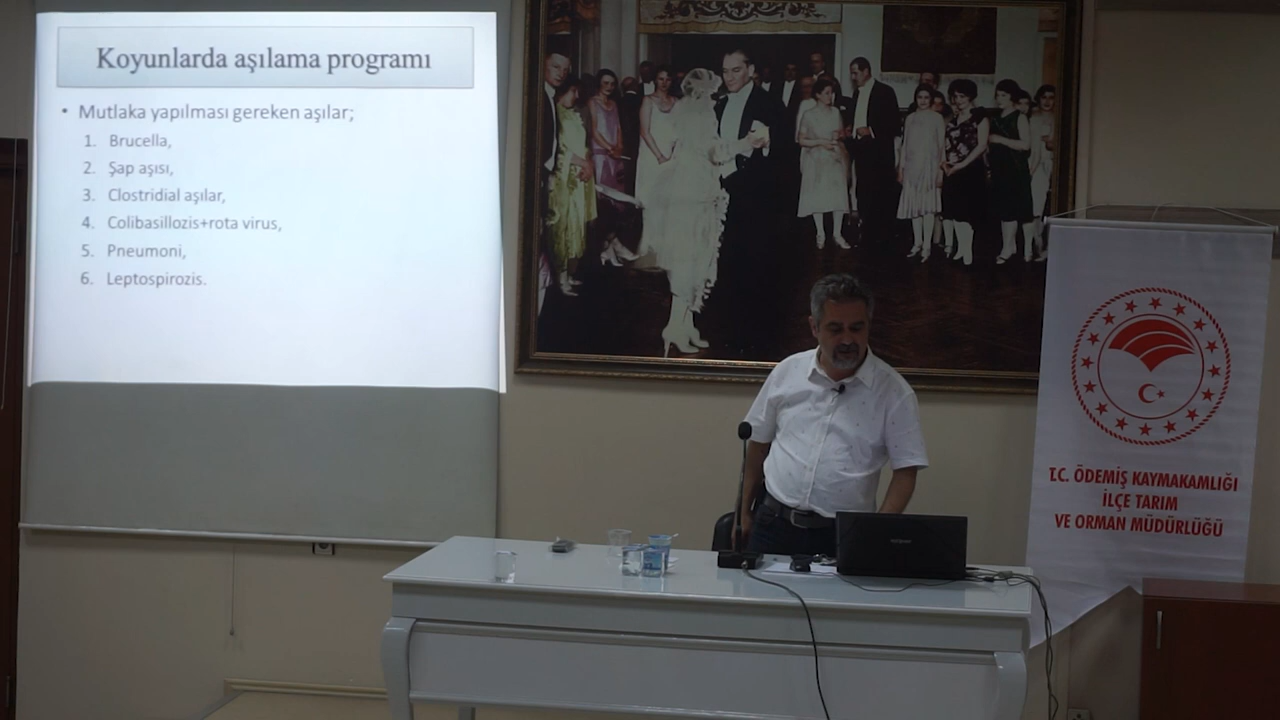 Koyunlarda aşılama programı
• Mutlaka yapılması gereken aşılar;
1. Brucella,
2. Şap aşısı,
3. Clostridial aşılar,
4. Colibasillozis+rota virus,
5. Pneumoni,
6. Leptospirozis.
T.C. ÖDEMİŞ KAYMAKAMLIĞI
İLÇE TARIM
VE ORMAN MÜDÜRLÜĞÜ